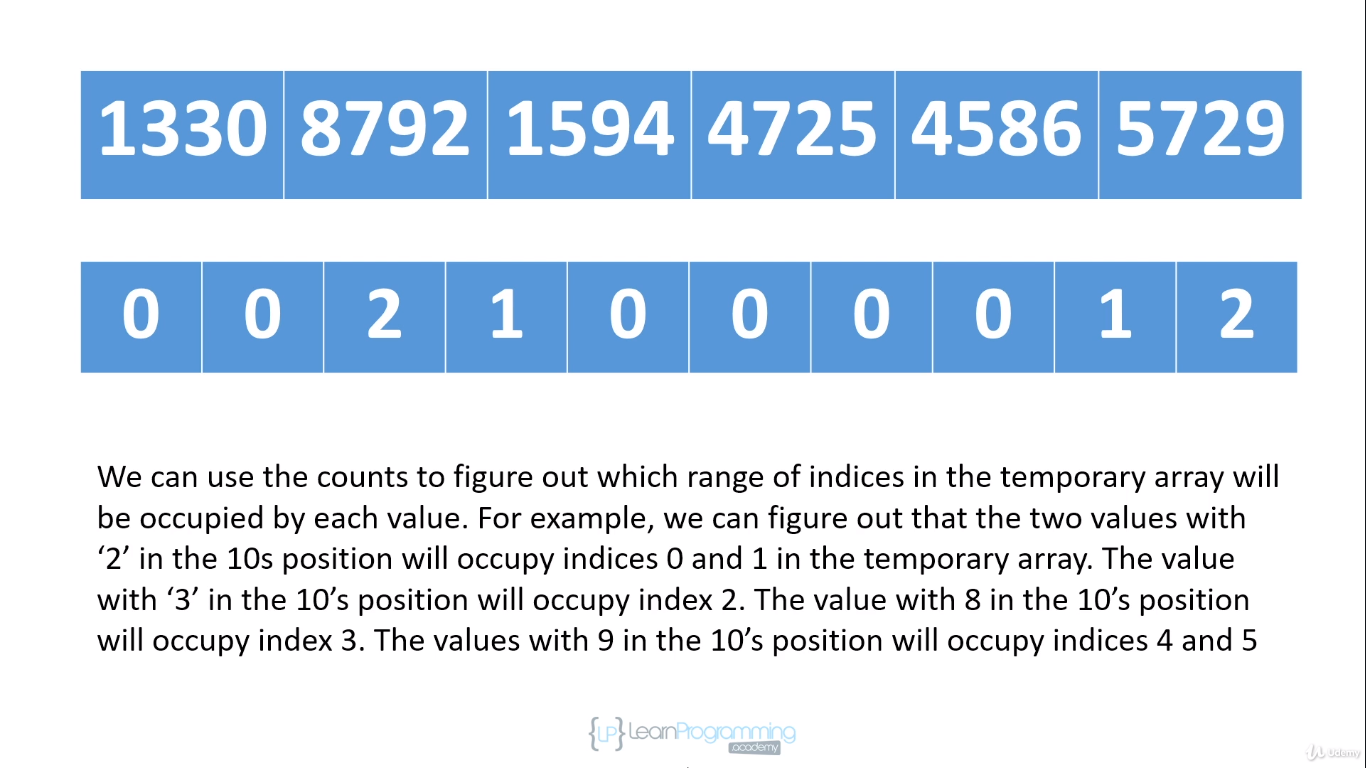 1330 8792 1594 4725 4586 5729
0 0 2 1 0 0 0 0 1 2
We can use the counts to figure out which range of indices in the temporary array will
be occupied by each value. For example, we can figure out that the two values with
‘2’ in the 10s position will occupy indices 0 and 1 in the temporary array. The value
with ‘3’ in the 10’s position will occupy index 2. The value with 8 in the 10’s position
will occupy index 3. The values with 9 in the 10’s position will occupy indices 4 and 5
{LP} LearnProgramming
.academy
Udemy